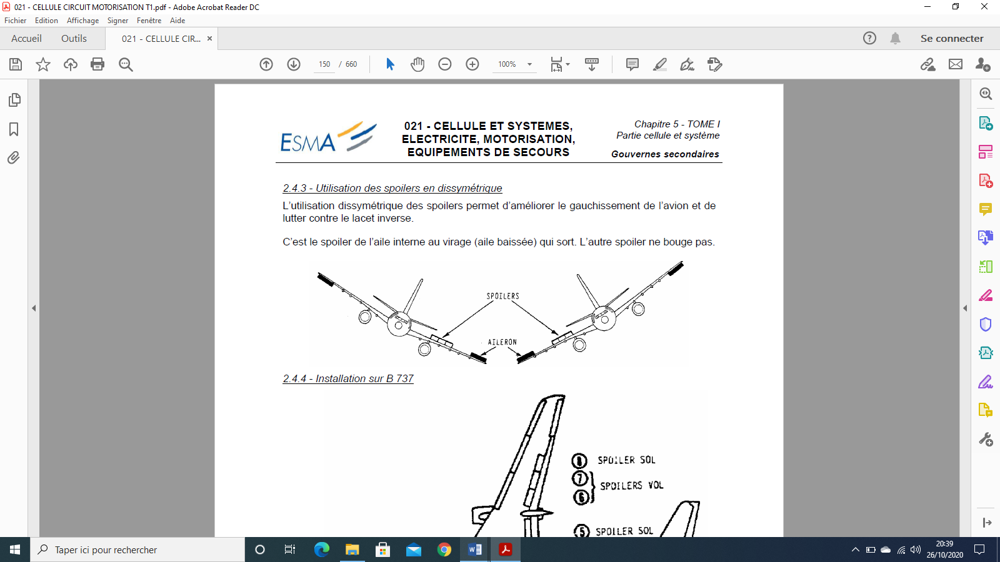 021 - CELLULE CIRCUIT MOTORISATION T1.pdf - Adobe Acrobat Reader DC
Fichier Edition Affichage Signer Fenêtre Aide
Accueil Outils 021 - CELLULE CIR... × Se connecter
150 / 660 100%
ESMA
021 - CELLULE ET SYSTEMES,
ELECTRICITE, MOTORISATION,
EQUIPEMENTS DE SECOURS
Chapitre 5 - TOME I
Partie cellule et système
Gouvernes secondaires
2.4.3 - Utilisation des spoilers en dissymétrique
L'utilisation dissymétrique des spoilers permet d'améliorer le gauchissement de l'avion et de
lutter contre le lacet inverse.
C'est le spoiler de l'aile interne au virage (aile baissée) qui sort. L'autre spoiler ne bouge pas.
SPOILERS
AILERON
2.4.4 - Installation sur B 737
8 SPOILER SOL
7
SPOILERS VOL
6
5 SPOILER SOL
Taper ici pour rechercher
20:39
26/10/2020